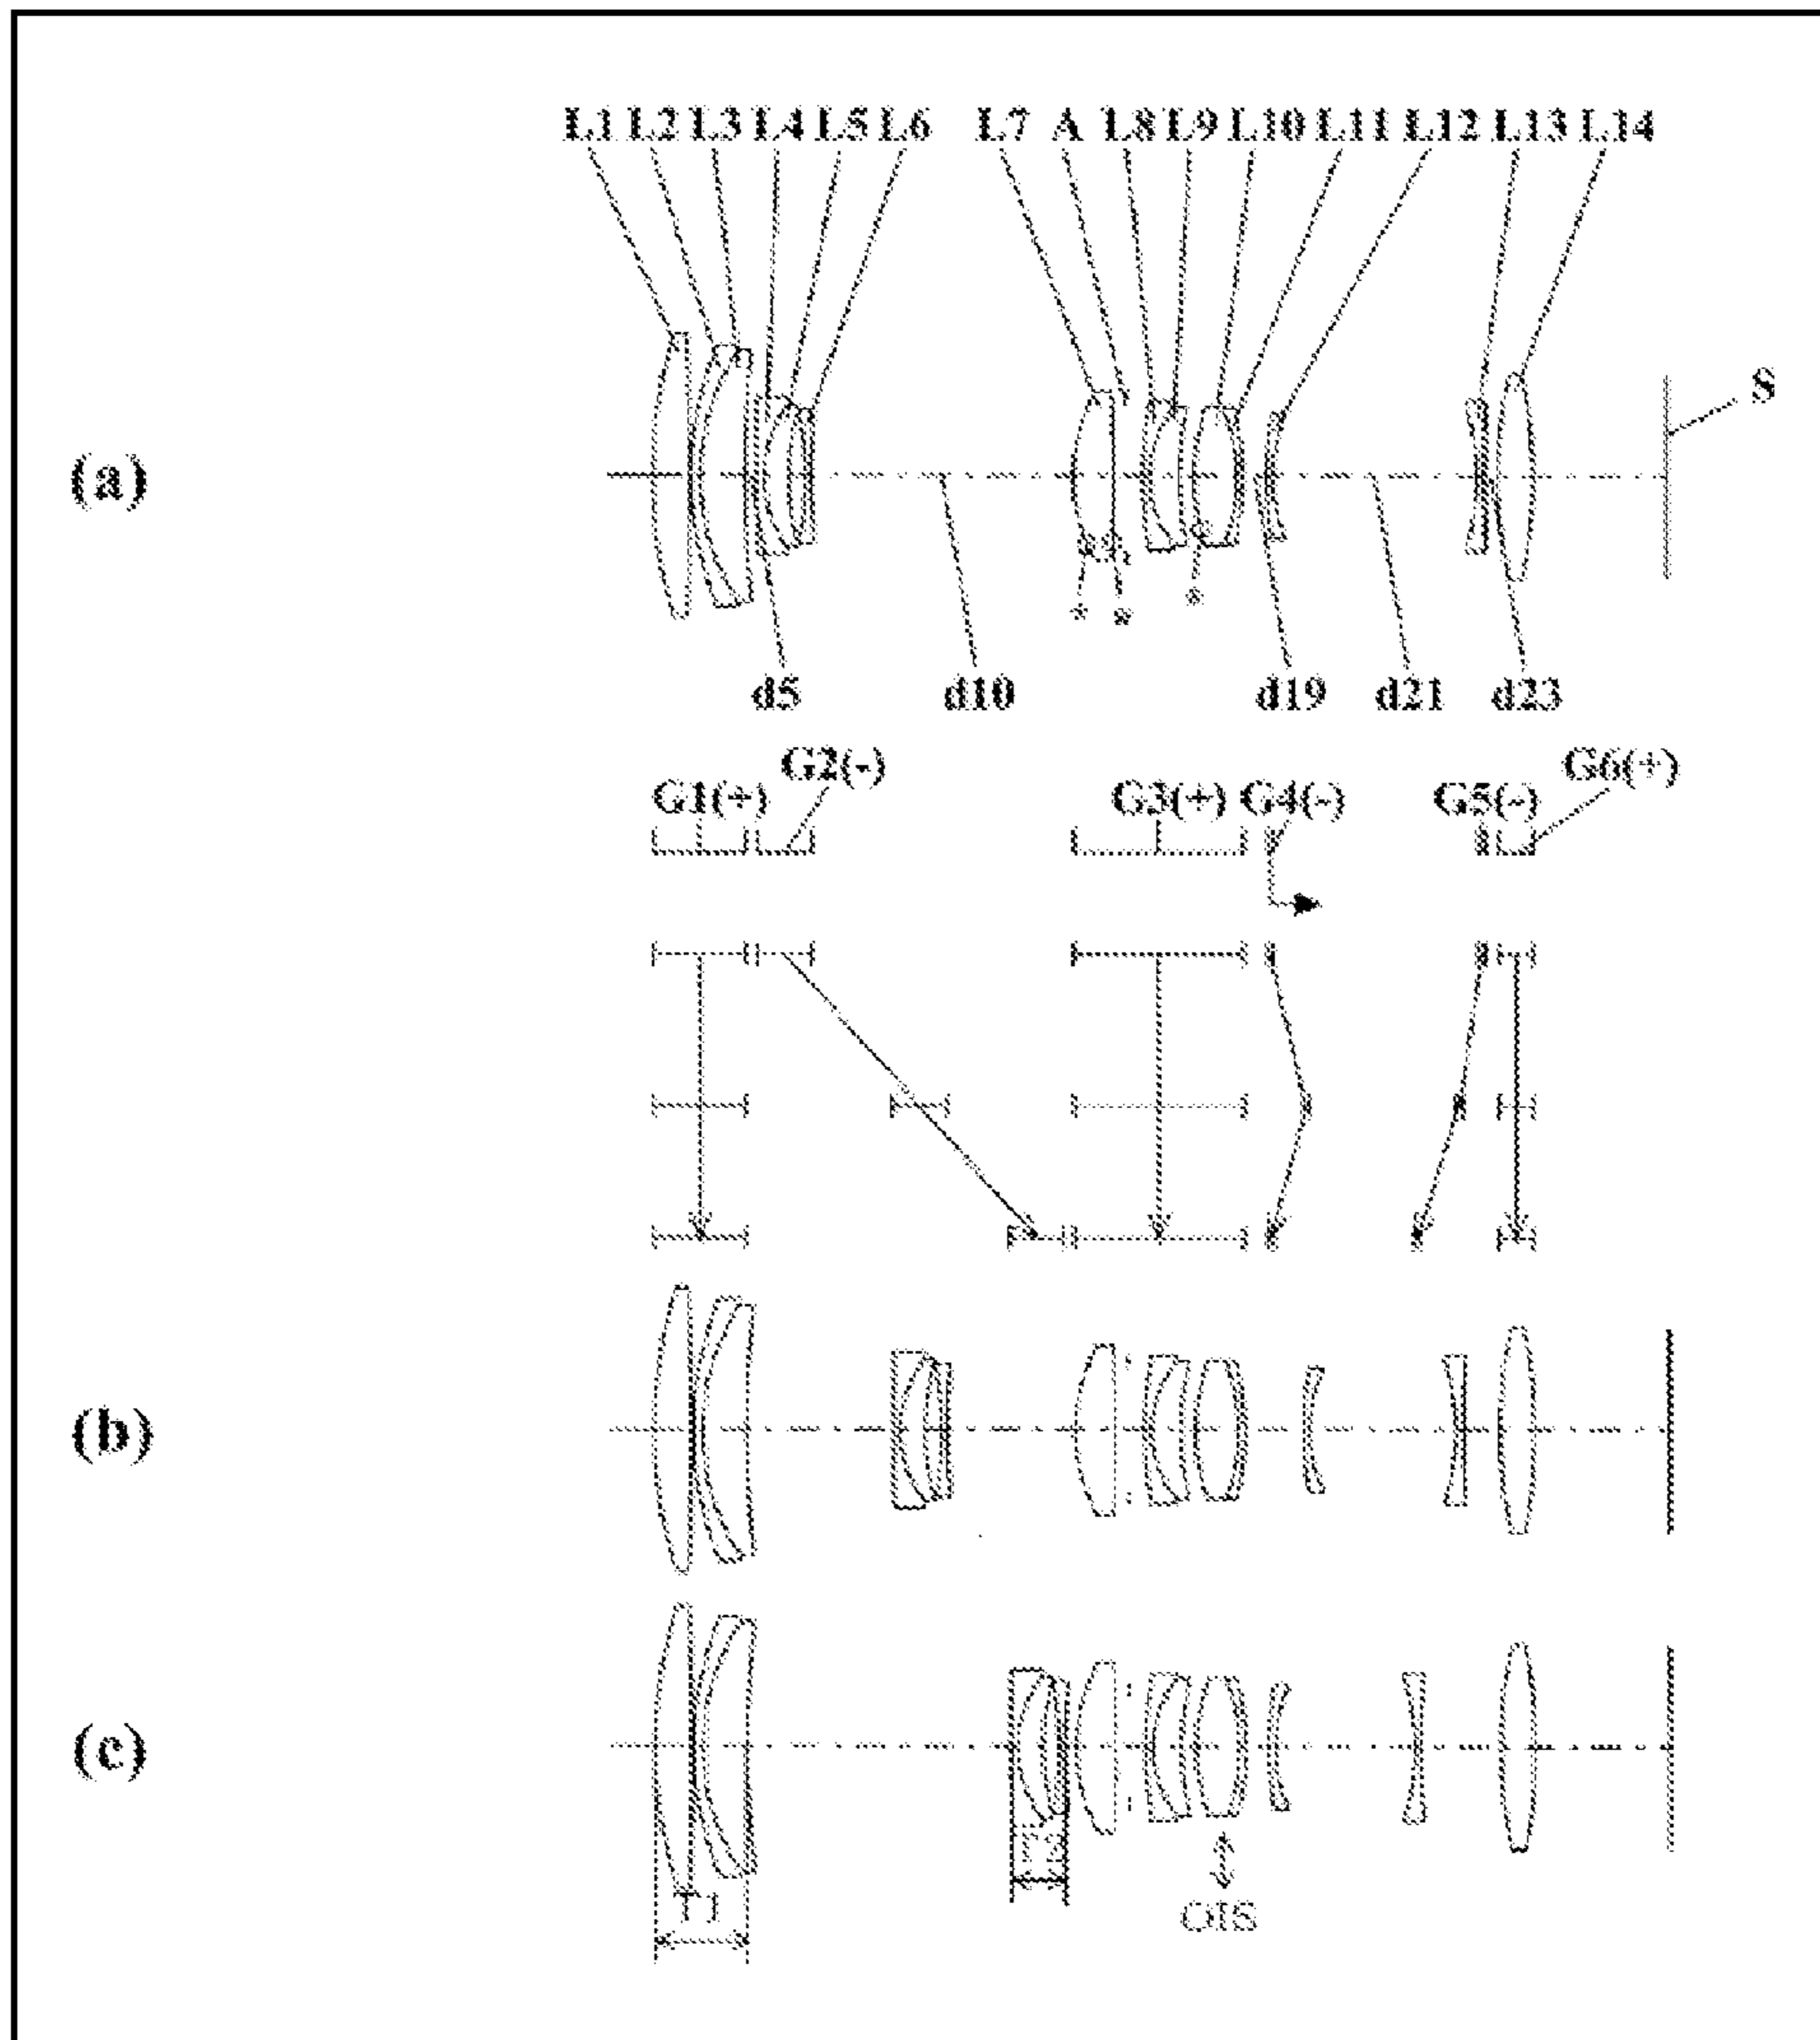 L1 L2 L3 L4 L5 L6 L7 A L8 L9 L10 L11 L12 L13 L14
S
(a)
* * *
d5 d10 d19 d21 d23
G1(+) G2(-) G3(+) G4(-) G5(-) G6(+)
(b)
(c)
T1 T2 OIS